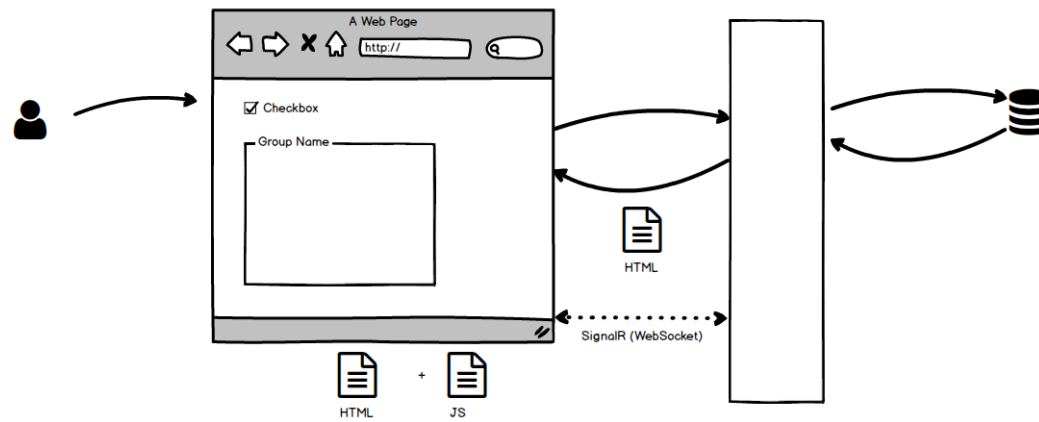 A Web Page
http://
Checkbox
Group Name
HTML
SignalR (WebSocket)
HTML
+
JS